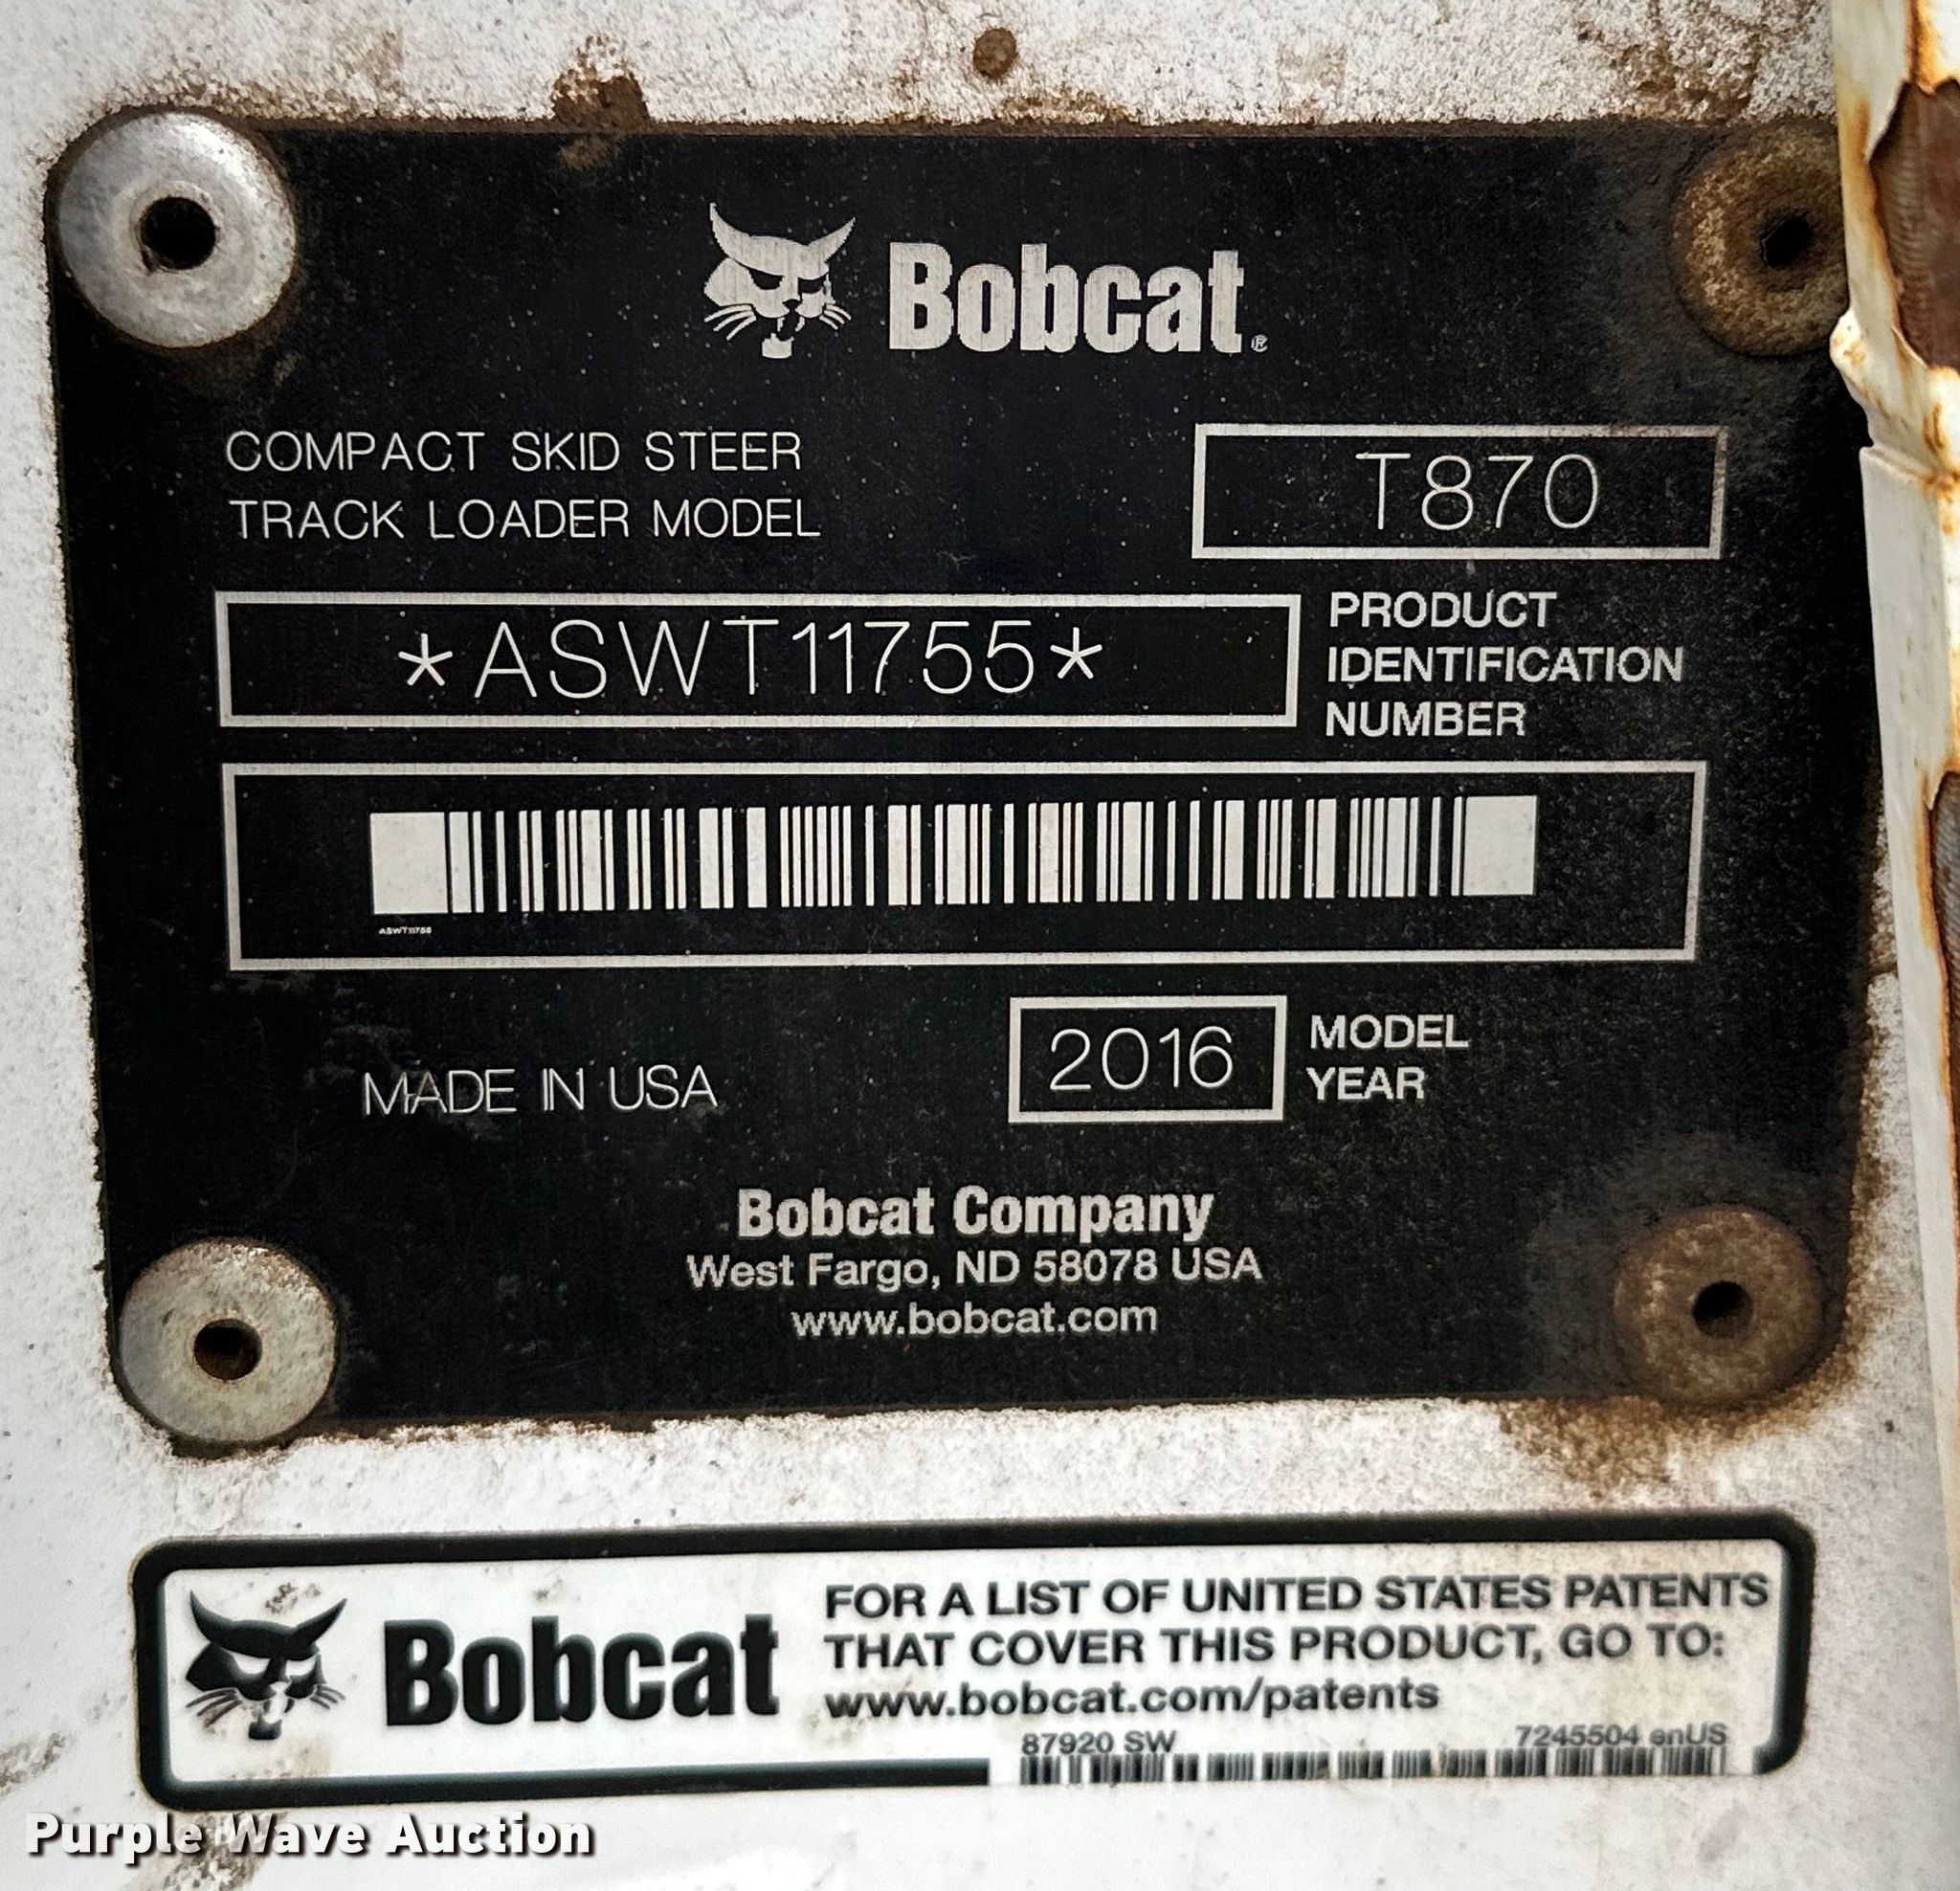 Bobcat®
COMPACT SKID STEER
TRACK LOADER MODEL
T870
*ASWT11755*
PRODUCT
IDENTIFICATION
NUMBER
ASWT11755
MADE IN USA
2016
MODEL
YEAR
Bobcat Company
West Fargo, ND 58078 USA
www.bobcat.com
Bobcat
FOR A LIST OF UNITED STATES PATENTS
THAT COVER THIS PRODUCT, GO TO:
www.bobcat.com/patents
87920 SW
7245504 enUS
Purple Wave Auction